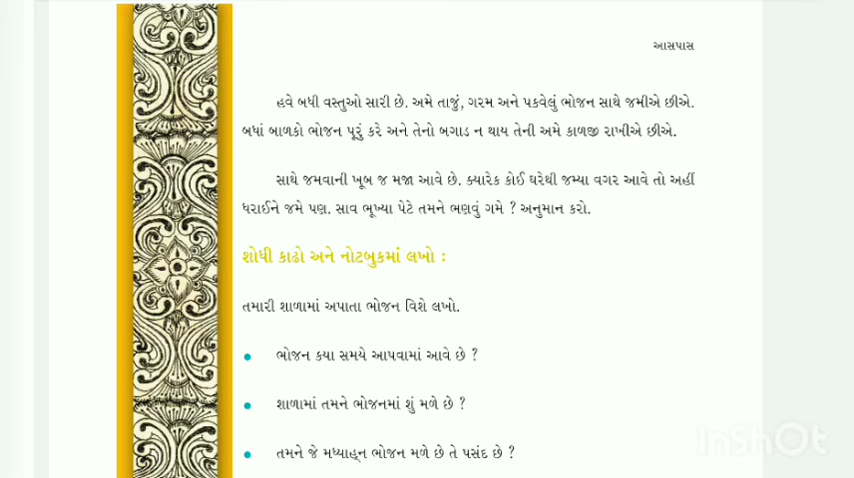 આસપાસ
હવે બધી વસ્તુઓ સારી છે. અમે તાજું, ગરમ અને પકવેલું ભોજન સાથે જમીએ છીએ.
બધાં બાળકો ભોજન પૂરું કરે અને તેનો બગાડ ન થાય તેની અમે કાળજી રાખીએ છીએ.
સાથે જમવાની ખૂબ જ મજા આવે છે. ક્યારેક કોઈ ઘરેથી જમ્યા વગર આવે તો અહીં
ધરાઈને જમે પણ. સાવ ભૂખ્યા પેટે તમને ભણવું ગમે ? અનુમાન કરો.
શોધી કાઢો અને નોટબુકમાં લખો :
તમારી શાળામાં અપાતા ભોજન વિશે લખો.
• ભોજન કયા સમયે આપવામાં આવે છે ?
• શાળામાં તમને ભોજનમાં શું મળે છે ?
• તમને જે મધ્યાહ્ન ભોજન મળે છે તે પસંદ છે ?
InShOt